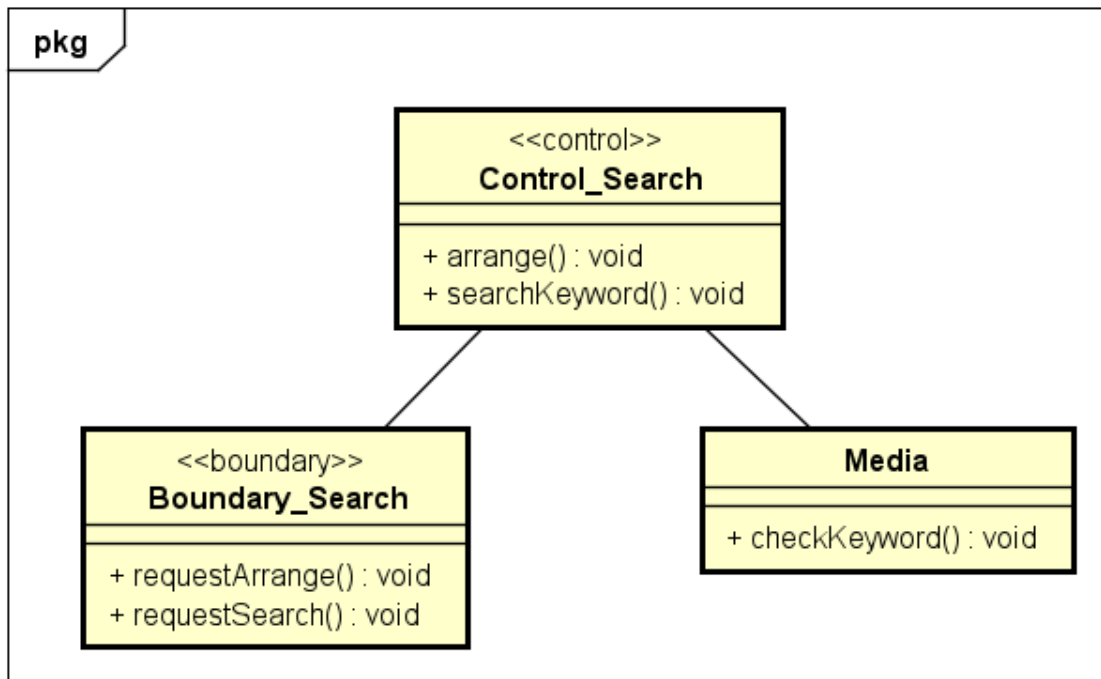 pkg
<<control>>
Control_Search
+ arrange() : void
+ searchKeyword() : void
<<boundary>>
Boundary_Search
+ requestArrange() : void
+ requestSearch() : void
Media
+ checkKeyword() : void